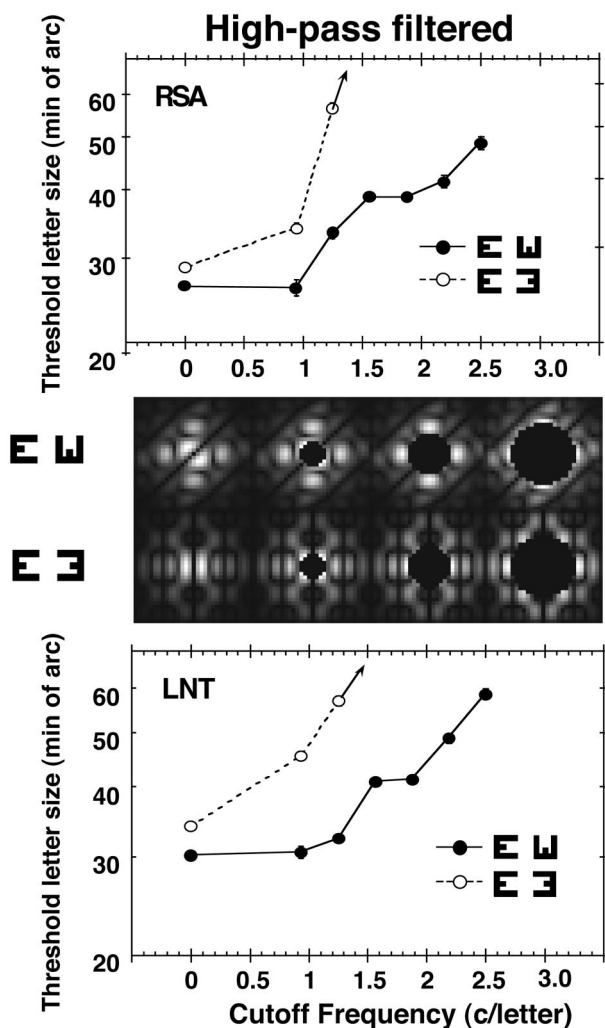 High-pass filtered
Threshold letter size (min of arc)
RSA
60
50
40
30
20
E
E
0 0.5 1 1.5 2 2.5 3.0
Threshold letter size (min of arc)
LNT
60
50
40
30
20
0 0.5 1 1.5 2 2.5 3.0
Cutoff Frequency (c/letter)